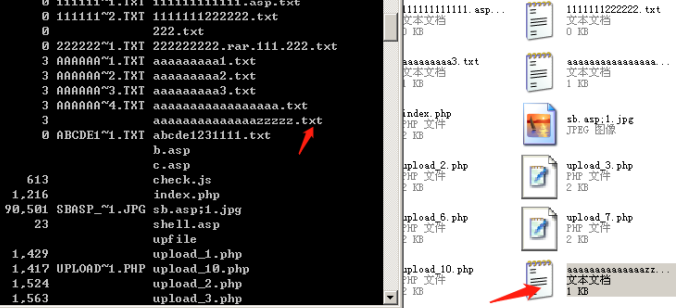 0 111111~1.TXT 111111111111.asp.txt
0 111111~2.TXT 1111111222222.txt
0 222.txt
0 222222~1.TXT 222222222.rar.111.222.txt
3 AAAAAA~1.TXT aaaaaaaaa1.txt
3 AAAAAA~2.TXT aaaaaaaaa2.txt
3 AAAAAA~3.TXT aaaaaaaaa3.txt
3 AAAAAA~4.TXT aaaaaaaaaaaaaaaaa.txt
3 aaaaaaaaaaaaaaazzzzz.txt
0 ABCDE1~1.TXT abcde1231111.txt
b.asp
c.asp
613 check.js
1,216 index.php
90,501 SBASP_~1.JPG sb.asp;1.jpg
23 shell.asp
upfile
1,429 upload_1.php
1,417 UPLOAD~1.PHP upload_10.php
1,524 upload_2.php
1,563 upload_3.php
111111111111.asp...
文本文档
0 KB
1111111222222.txt
文本文档
0 KB
aaaaaaaaa3.txt
文本文档
1 KB
aaaaaaaaaaaaaaa...
文本文档
1 KB
index.php
PHP 文件
2 KB
sb.asp;1.jpg
JPEG 图像
upload_2.php
PHP 文件
2 KB
upload_3.php
PHP 文件
2 KB
upload_6.php
PHP 文件
2 KB
upload_7.php
PHP 文件
2 KB
upload_10.php
PHP 文件
2 KB
aaaaaaaaaaaaaaazz...
文本文档
1 KB